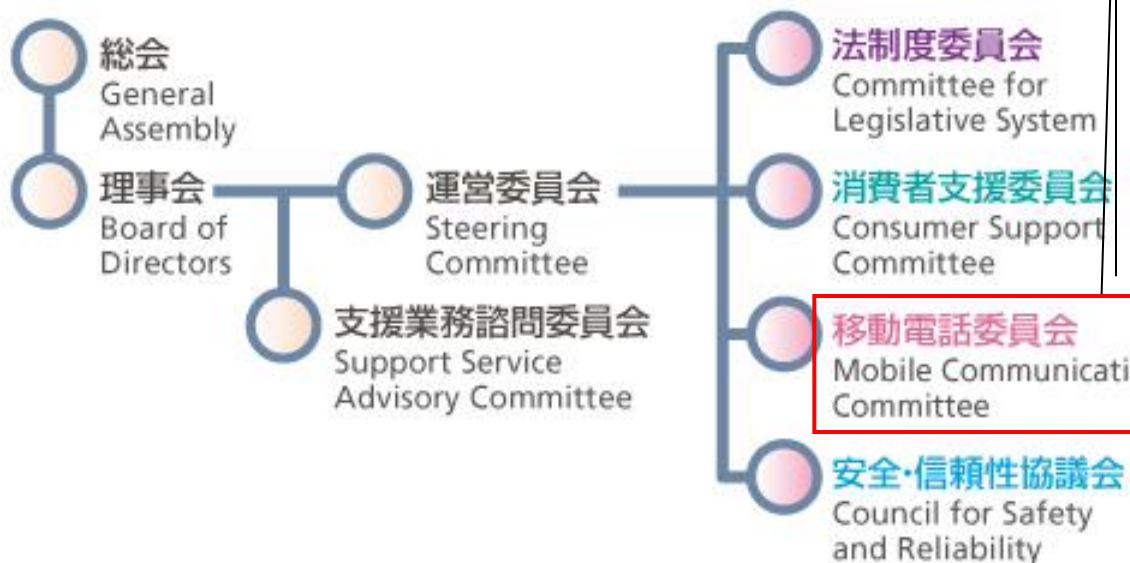 総会
General
Assembly
理事会
Board of
Directors
運営委員会
Steering
Committee
支援業務諮問委員会
Support Service
Advisory Committee
法制度委員会
Committee for
Legislative System
消費者支援委員会
Consumer Support
Committee
移動電話委員会
Mobile Communicati
Committee
安全・信頼性協議会
Council for Safety
and Reliability